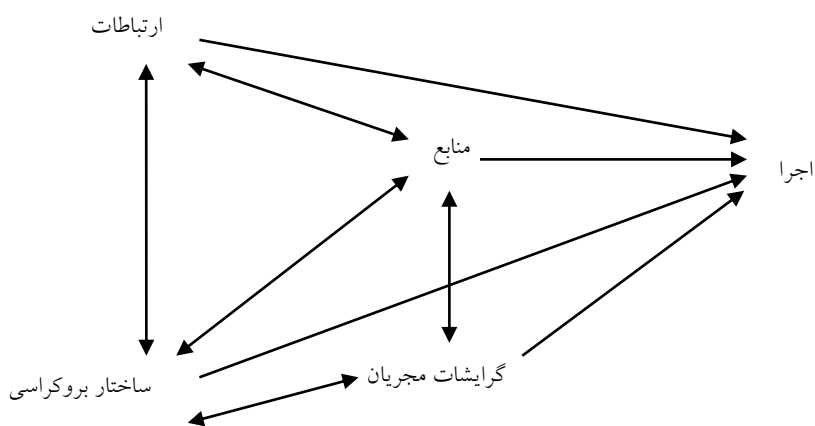 ارتباطات
منابع
اجرا
گرایشات مجریان
ساختار بروکراسی